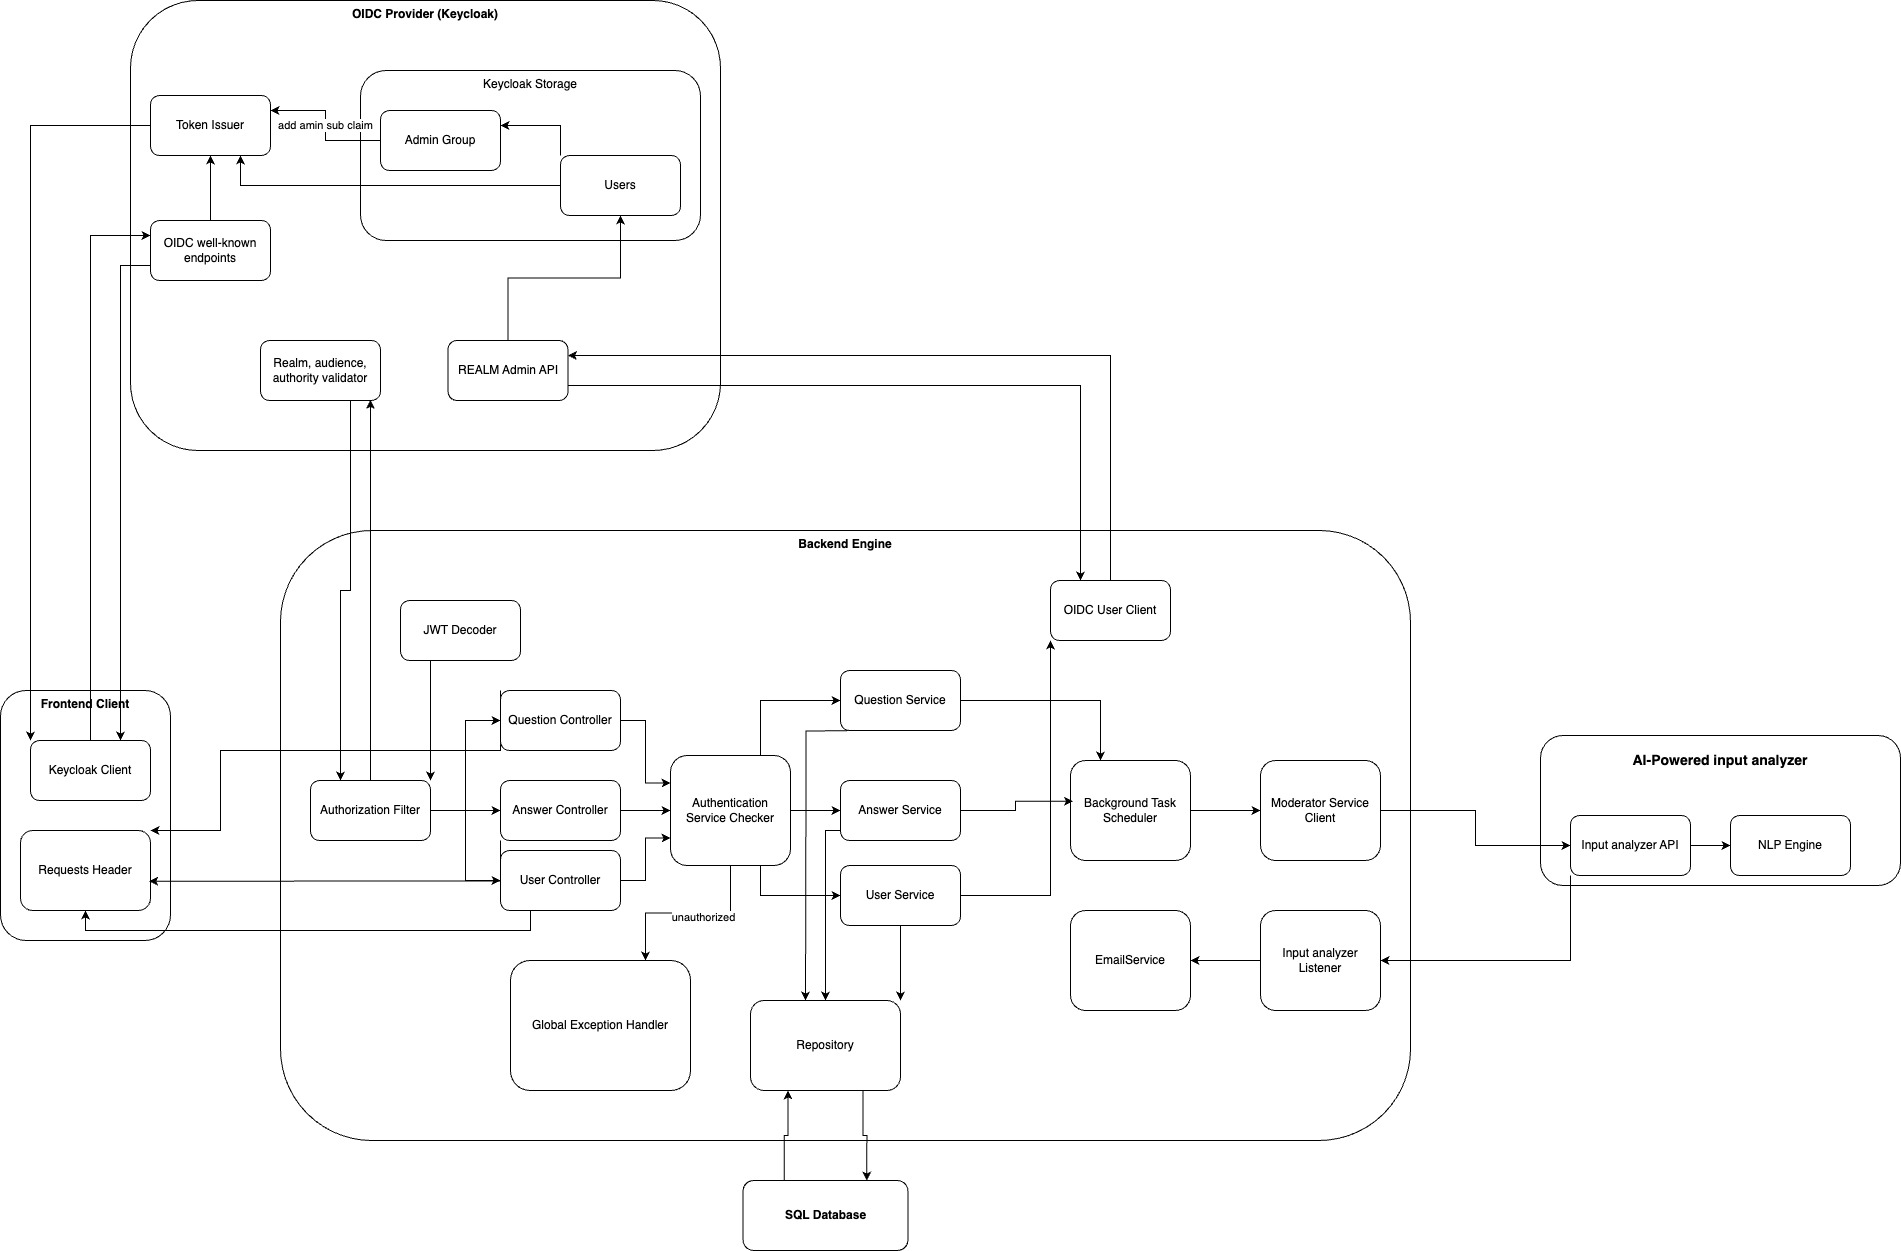 OIDC Provider (Keycloak)
Keycloak Storage
Token Issuer
add amin sub claim
Admin Group
Users
OIDC well-known
endpoints
Realm, audience,
authority validator
REALM Admin API
Backend Engine
OIDC User Client
JWT Decoder
Frontend Client
Keycloak Client
Requests Header
Question Controller
Authorization Filter
Answer Controller
User Controller
Authentication
Service Checker
unauthorized
Question Service
Answer Service
User Service
Background Task
Scheduler
Moderator Service
Client
AI-Powered input analyzer
Input analyzer API
NLP Engine
EmailService
Input analyzer
Listener
Global Exception Handler
Repository
SQL Database